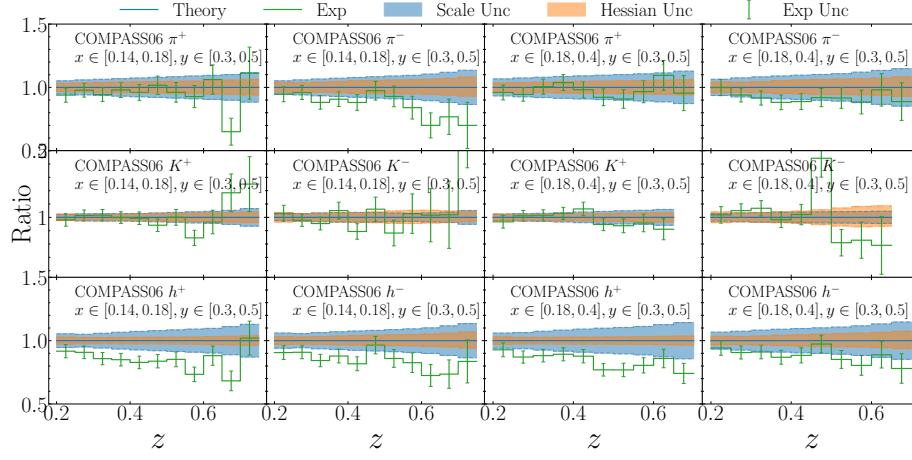 Theory Exp Scale Unc Hessian Unc Exp Unc
1.5
COMPASS06 π⁺
x ∈ [0.14, 0.18], y ∈ [0.3, 0.5]
COMPASS06 π⁻
x ∈ [0.14, 0.18], y ∈ [0.3, 0.5]
COMPASS06 π⁺
x ∈ [0.18, 0.4], y ∈ [0.3, 0.5]
COMPASS06 π⁻
x ∈ [0.18, 0.4], y ∈ [0.3, 0.5]
1.0
0.5
2
COMPASS06 K⁺
x ∈ [0.14, 0.18], y ∈ [0.3, 0.5]
COMPASS06 K⁻
x ∈ [0.14, 0.18], y ∈ [0.3, 0.5]
COMPASS06 K⁺
x ∈ [0.18, 0.4], y ∈ [0.3, 0.5]
COMPASS06 K⁻
x ∈ [0.18, 0.4], y ∈ [0.3, 0.5]
Ratio
1
1.5
COMPASS06 h⁺
x ∈ [0.14, 0.18], y ∈ [0.3, 0.5]
COMPASS06 h⁻
x ∈ [0.14, 0.18], y ∈ [0.3, 0.5]
COMPASS06 h⁺
x ∈ [0.18, 0.4], y ∈ [0.3, 0.5]
COMPASS06 h⁻
x ∈ [0.18, 0.4], y ∈ [0.3, 0.5]
1.0
0.5
0.2 0.4 0.6 0.2 0.4 0.6 0.2 0.4 0.6 0.2 0.4 0.6
z z z z